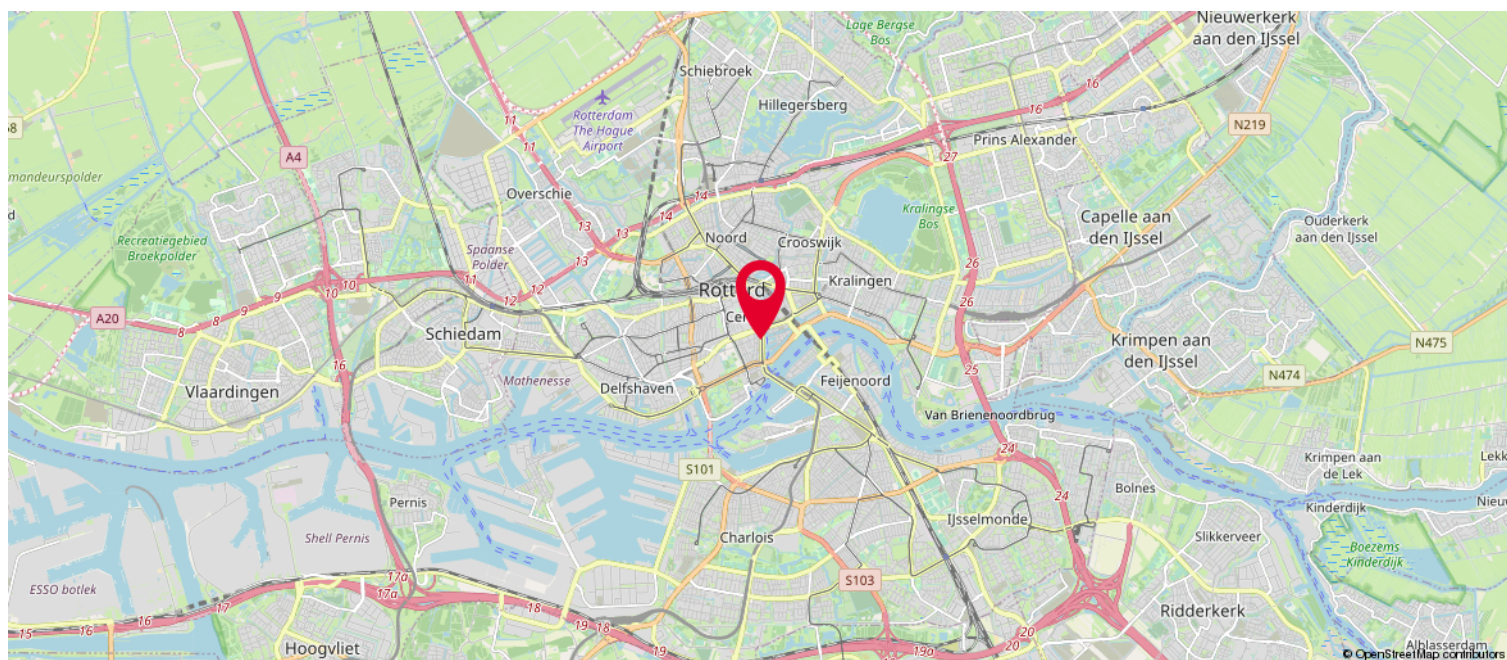 Nieuwerkerk
aan den IJssel
Lage Bergse
Bos
Schiebroek
16
Hillegersberg
16
11
Rotterdam
The Hague
Airport
N219
11
A4
Prins Alexander
27
Overschie
14
Recreatiegebied
Broekpolder
13
14
13
Kralingse
Bos
Capelle aan
den IJssel
Ouderkerk
aan den IJssel
Noord
Crooswijk
Spaanse
Polder
13
26
11
12
12
10
10
9
9
8
8
A20
Kralingen
26
Schiedam
16
Krimpen aan
den IJssel
N475
25
N474
Vlaardingen
Mathenesse
Delfshaven
Feijenoord
Van Brienenoordbrug
24
S101
Krimpen aan
de Lek
Pernis
24
Bolnes
Kinderdijk
IJsselmonde
Shell Pernis
Charlois
Slikkerveer
Boezems
Kinderdijk
ESSO botlek
17a
17a
S103
17
16
16
15
18
18
19
19
19a
20
20
Ridderkerk
Hoogvliet
Alblasserdam
© OpenStreetMap contributors